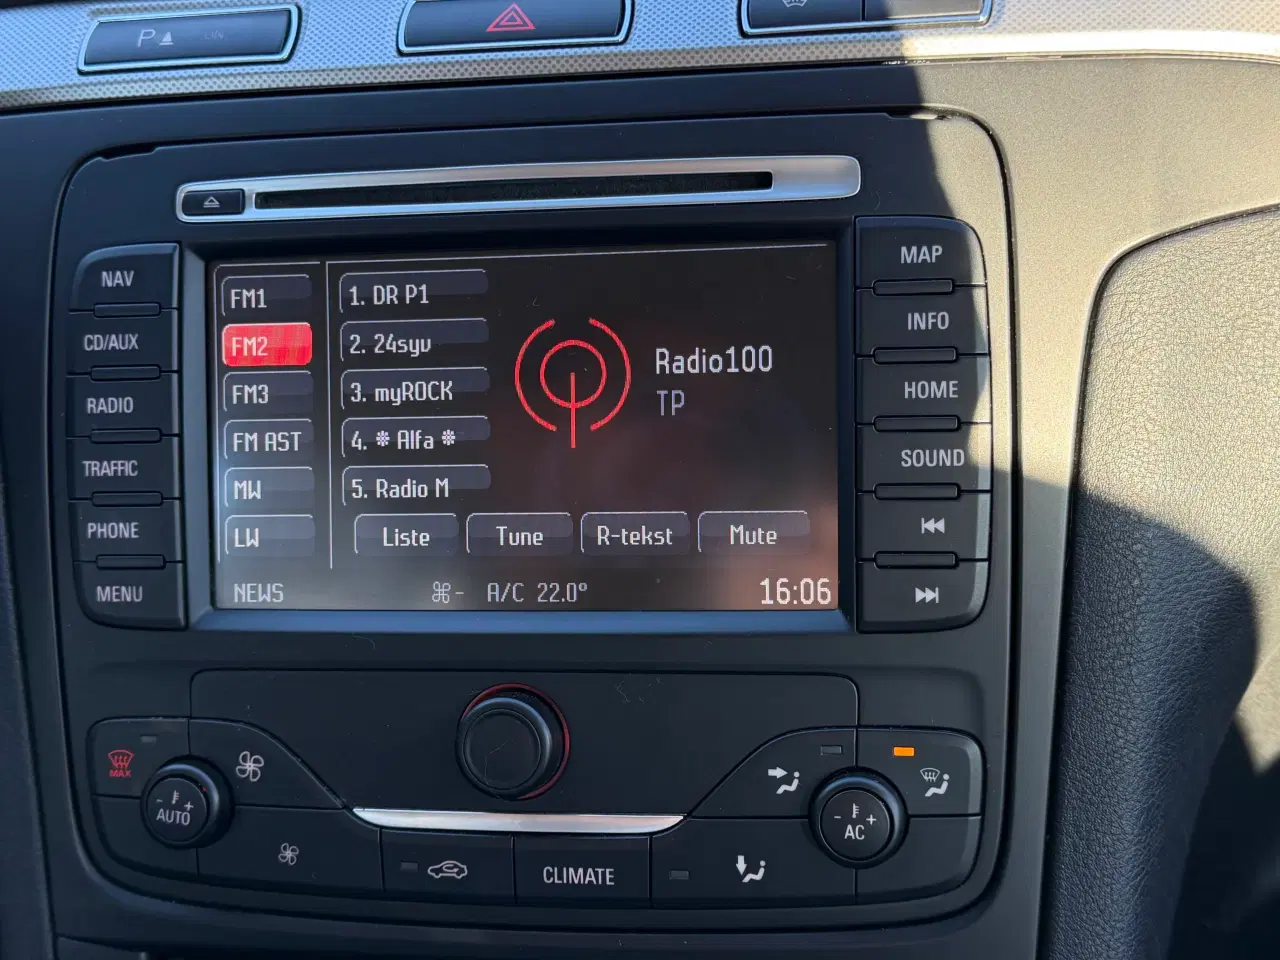 P
NAV
CD/AUX
RADIO
TRAFFIC
PHONE
MENU
FM1
FM2
FM3
FM AST
MW
LW
1. DR P1
2. 24syv
3. myROCK
4. * Alfa *
5. Radio M
Radio100
TP
Liste
Tune
R-tekst
Mute
NEWS
- A/C 22.0°
16:06
MAP
INFO
HOME
SOUND
MAX
- +
AUTO
CLIMATE
- +
AC